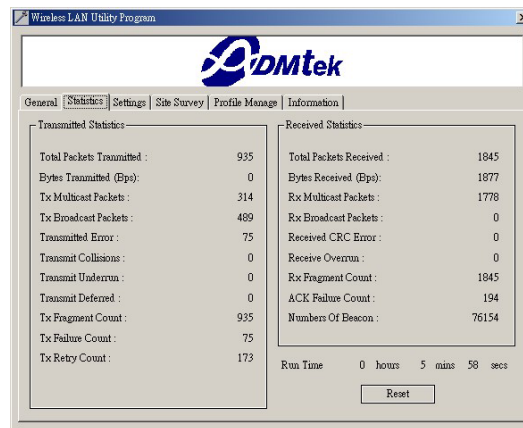 Wireless LAN Utility Program
ADMtek
General Statistics Settings Site Survey Profile Manage Information
Transmitted Statistics
Total Packets Tranmitted : 935
Bytes Tranmitted (Bps): 0
Tx Multicast Packets : 314
Tx Broadcast Packets : 489
Transmitted Error : 75
Transmit Collisions : 0
Transmit Underrun : 0
Transmit Deferred : 0
Tx Fragment Count : 935
Tx Failure Count : 75
Tx Retry Count : 173
Received Statistics
Total Packets Received : 1845
Bytes Received (Bps): 1877
Rx Multicast Packets : 1778
Rx Broadcast Packets : 0
Received CRC Error : 0
Receive Overrun : 0
Rx Fragment Count : 1845
ACK Failure Count : 194
Numbers Of Beacon : 76154
Run Time 0 hours 5 mins 58 secs
Reset